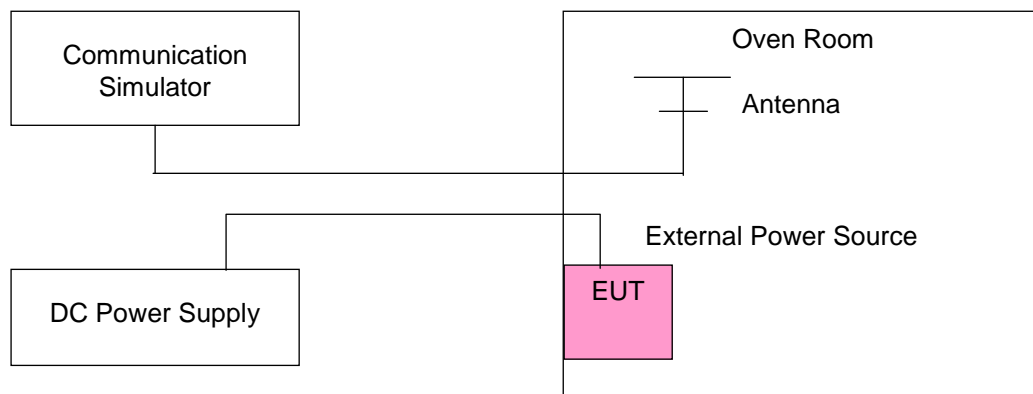 Communication
Simulator
Oven Room
Antenna
External Power Source
DC Power Supply
EUT